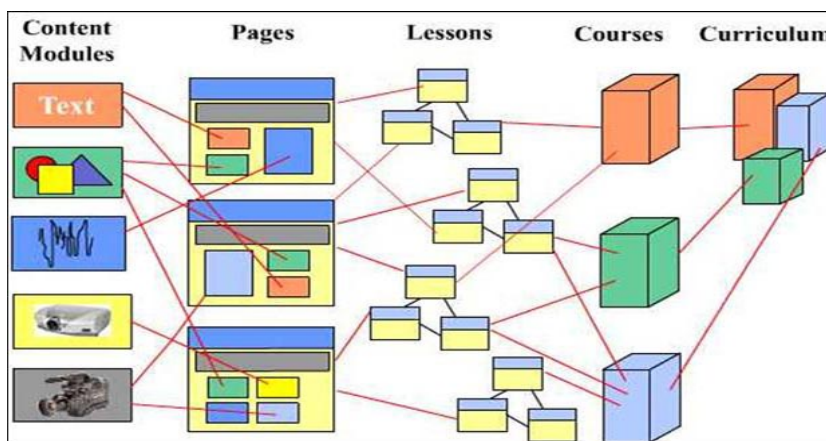 Content Modules
Pages
Lessons
Courses
Curriculum
Text